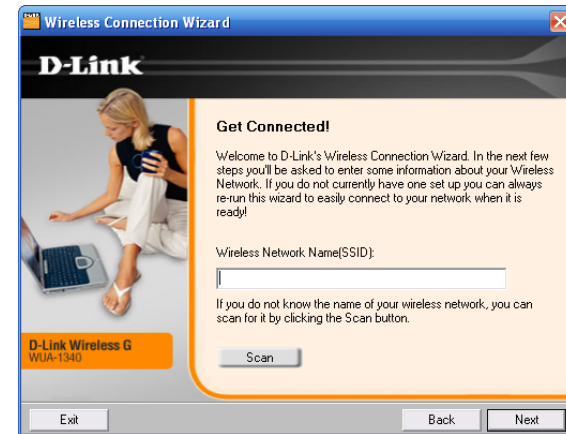 Wireless Connection Wizard
D-Link
Get Connected!
Welcome to D-Link's Wireless Connection Wizard. In the next few
steps you'll be asked to enter some information about your Wireless
Network. If you do not currently have one set up you can always
re-run this wizard to easily connect to your network when it is
ready!
Wireless Network Name(SSID):
If you do not know the name of your wireless network, you can
scan for it by clicking the Scan button.
D-Link Wireless G
WUA-1340
Scan
Exit
Back
Next